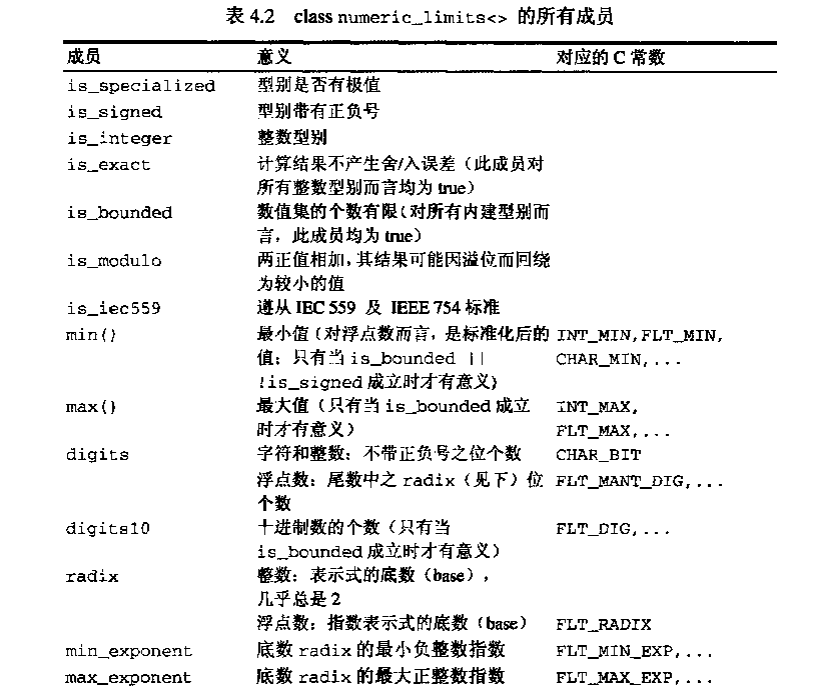 表 4.2 class numeric_limits<> 的所有成员
成员 意义 对应的 C 常数
is_specialized 型别是否有极值
is_signed 型别带有正负号
is_integer 整数型别
is_exact 计算结果不产生舍/入误差（此成员对
所有整数型别而言均为 true）
is_bounded 数值集的个数有限（对所有内建型别而
言，此成员均为 true）
is_modulo 两正值相加，其结果可能因溢位而回绕
为较小的值
is_iec559 遵从 IEC 559 及 IEEE 754 标准
min() 最小值（对浮点数而言，是标准化后的 INT_MIN,FLT_MIN,
值；只有当 is_bounded || CHAR_MIN,...
!is_signed 成立时才有意义）
max() 最大值（只有当 is_bounded 成立 INT_MAX,
时才有意义） FLT_MAX,...
digits 字符和整数：不带正负号之位个数 CHAR_BIT
浮点数：尾数中之 radix（见下）位 FLT_MANT_DIG,...
个数
digits10 十进制数的个数（只有当 FLT_DIG,...
is_bounded 成立时才有意义）
radix 整数：表示式的底数（base），
几乎总是 2
浮点数：指数表示式的底数（base） FLT_RADIX
min_exponent 底数 radix 的最小负整数指数 FLT_MIN_EXP,...
max_exponent 底数 radix 的最大正整数指数 FLT_MAX_EXP,...